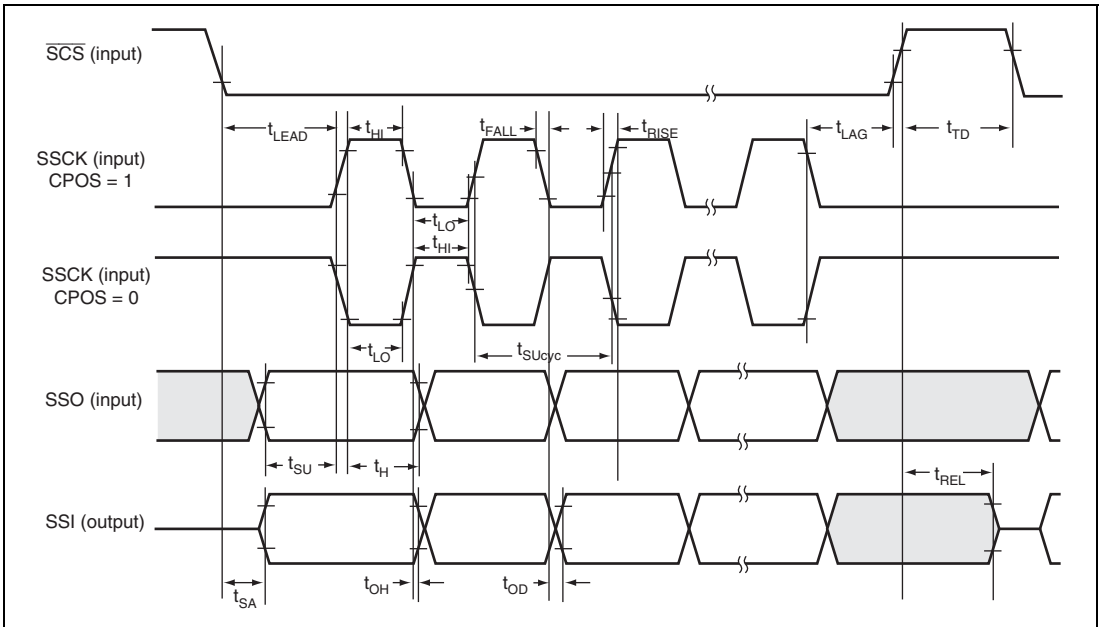 SCS (input)
tLEAD tHI tFALL tRISE tLAG tTD
SSCK (input)
CPOS = 1
tLO
tHI
SSCK (input)
CPOS = 0
tLO tSUcyc
SSO (input)
tSU tH tREL
SSI (output)
tOH tOD
tSA